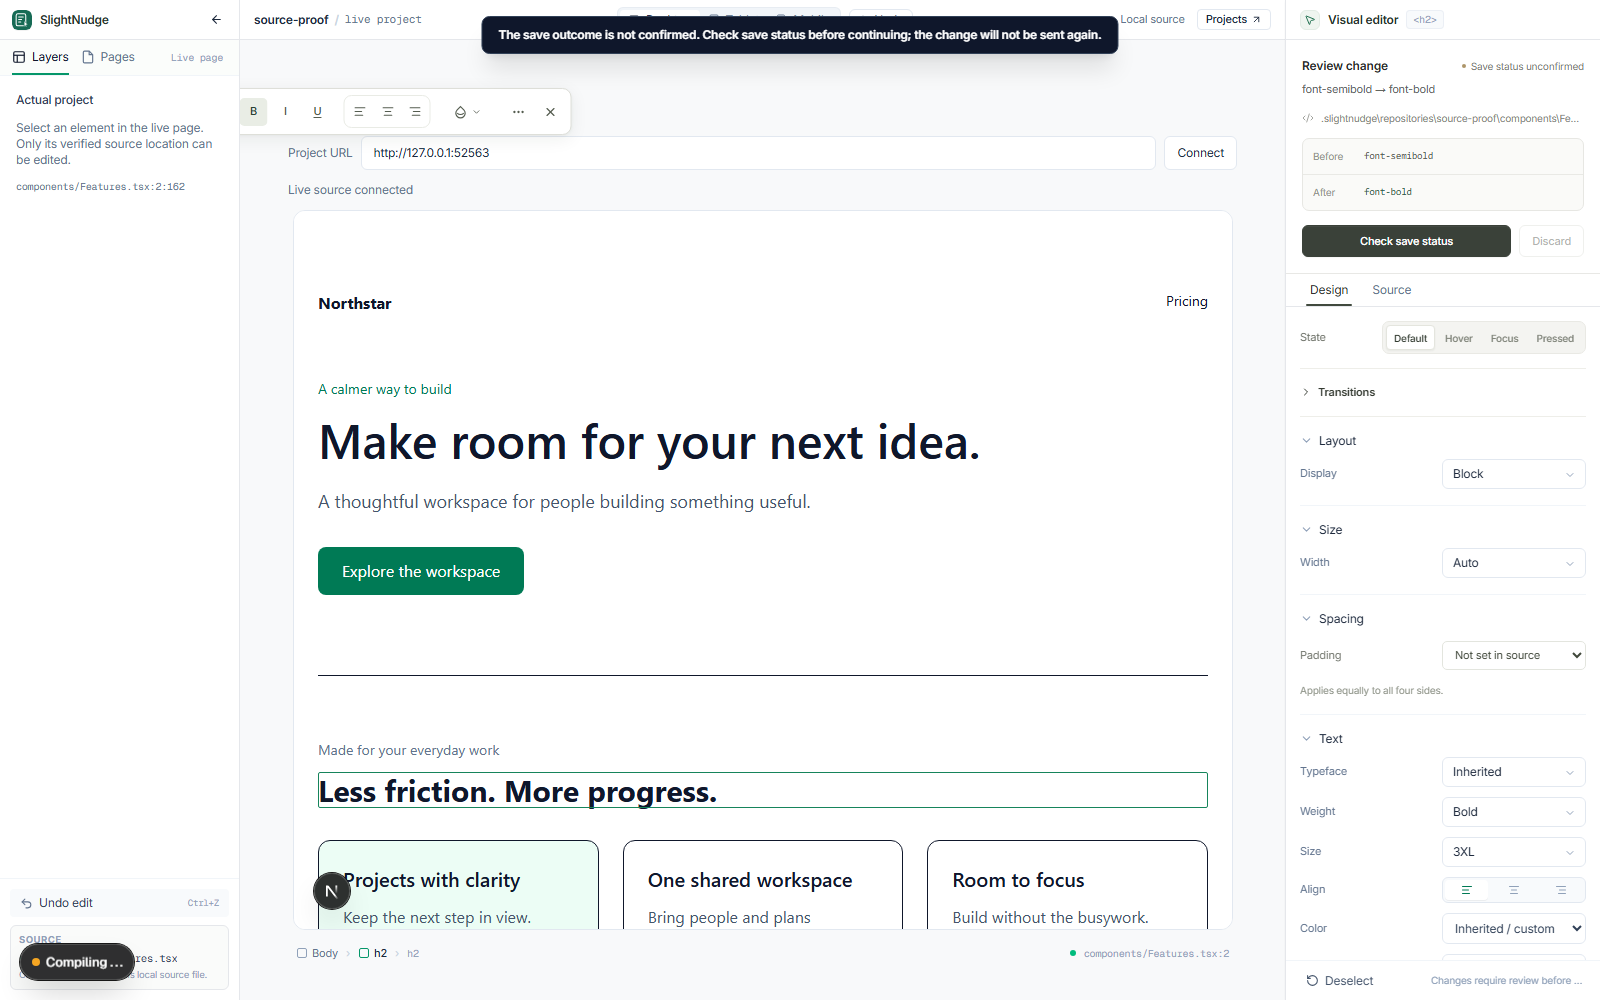 SlightNudge
Layers
Pages
Live page
Actual project
Select an element in the live page.
Only its verified source location can
be edited.
components/Features.tsx:2:162
Undo edit
Ctrl+Z
SOURCE
res.tsx
s local source file.
Compiling ...
source-proof / live project
The save outcome is not confirmed. Check save status before continuing; the change will not be sent again.
Local source
Projects
B I U
Project URL
http://127.0.0.1:52563
Connect
Live source connected
Northstar
Pricing
A calmer way to build
Make room for your next idea.
A thoughtful workspace for people building something useful.
Explore the workspace
Made for your everyday work
Less friction. More progress.
Projects with clarity
Keep the next step in view.
One shared workspace
Bring people and plans
Room to focus
Build without the busywork.
N
Body > h2 > h2
components/Features.tsx:2
Visual editor
<h2>
Review change
Save status unconfirmed
font-semibold → font-bold
</> .slightnudge\repositories\source-proof\components\Fe...
Before font-semibold
After font-bold
Check save status
Discard
Design
Source
State
Default
Hover
Focus
Pressed
Transitions
Layout
Display
Block
Size
Width
Auto
Spacing
Padding
Not set in source
Applies equally to all four sides.
Text
Typeface
Inherited
Weight
Bold
Size
3XL
Align
Color
Inherited / custom
Deselect
Changes require review before ...